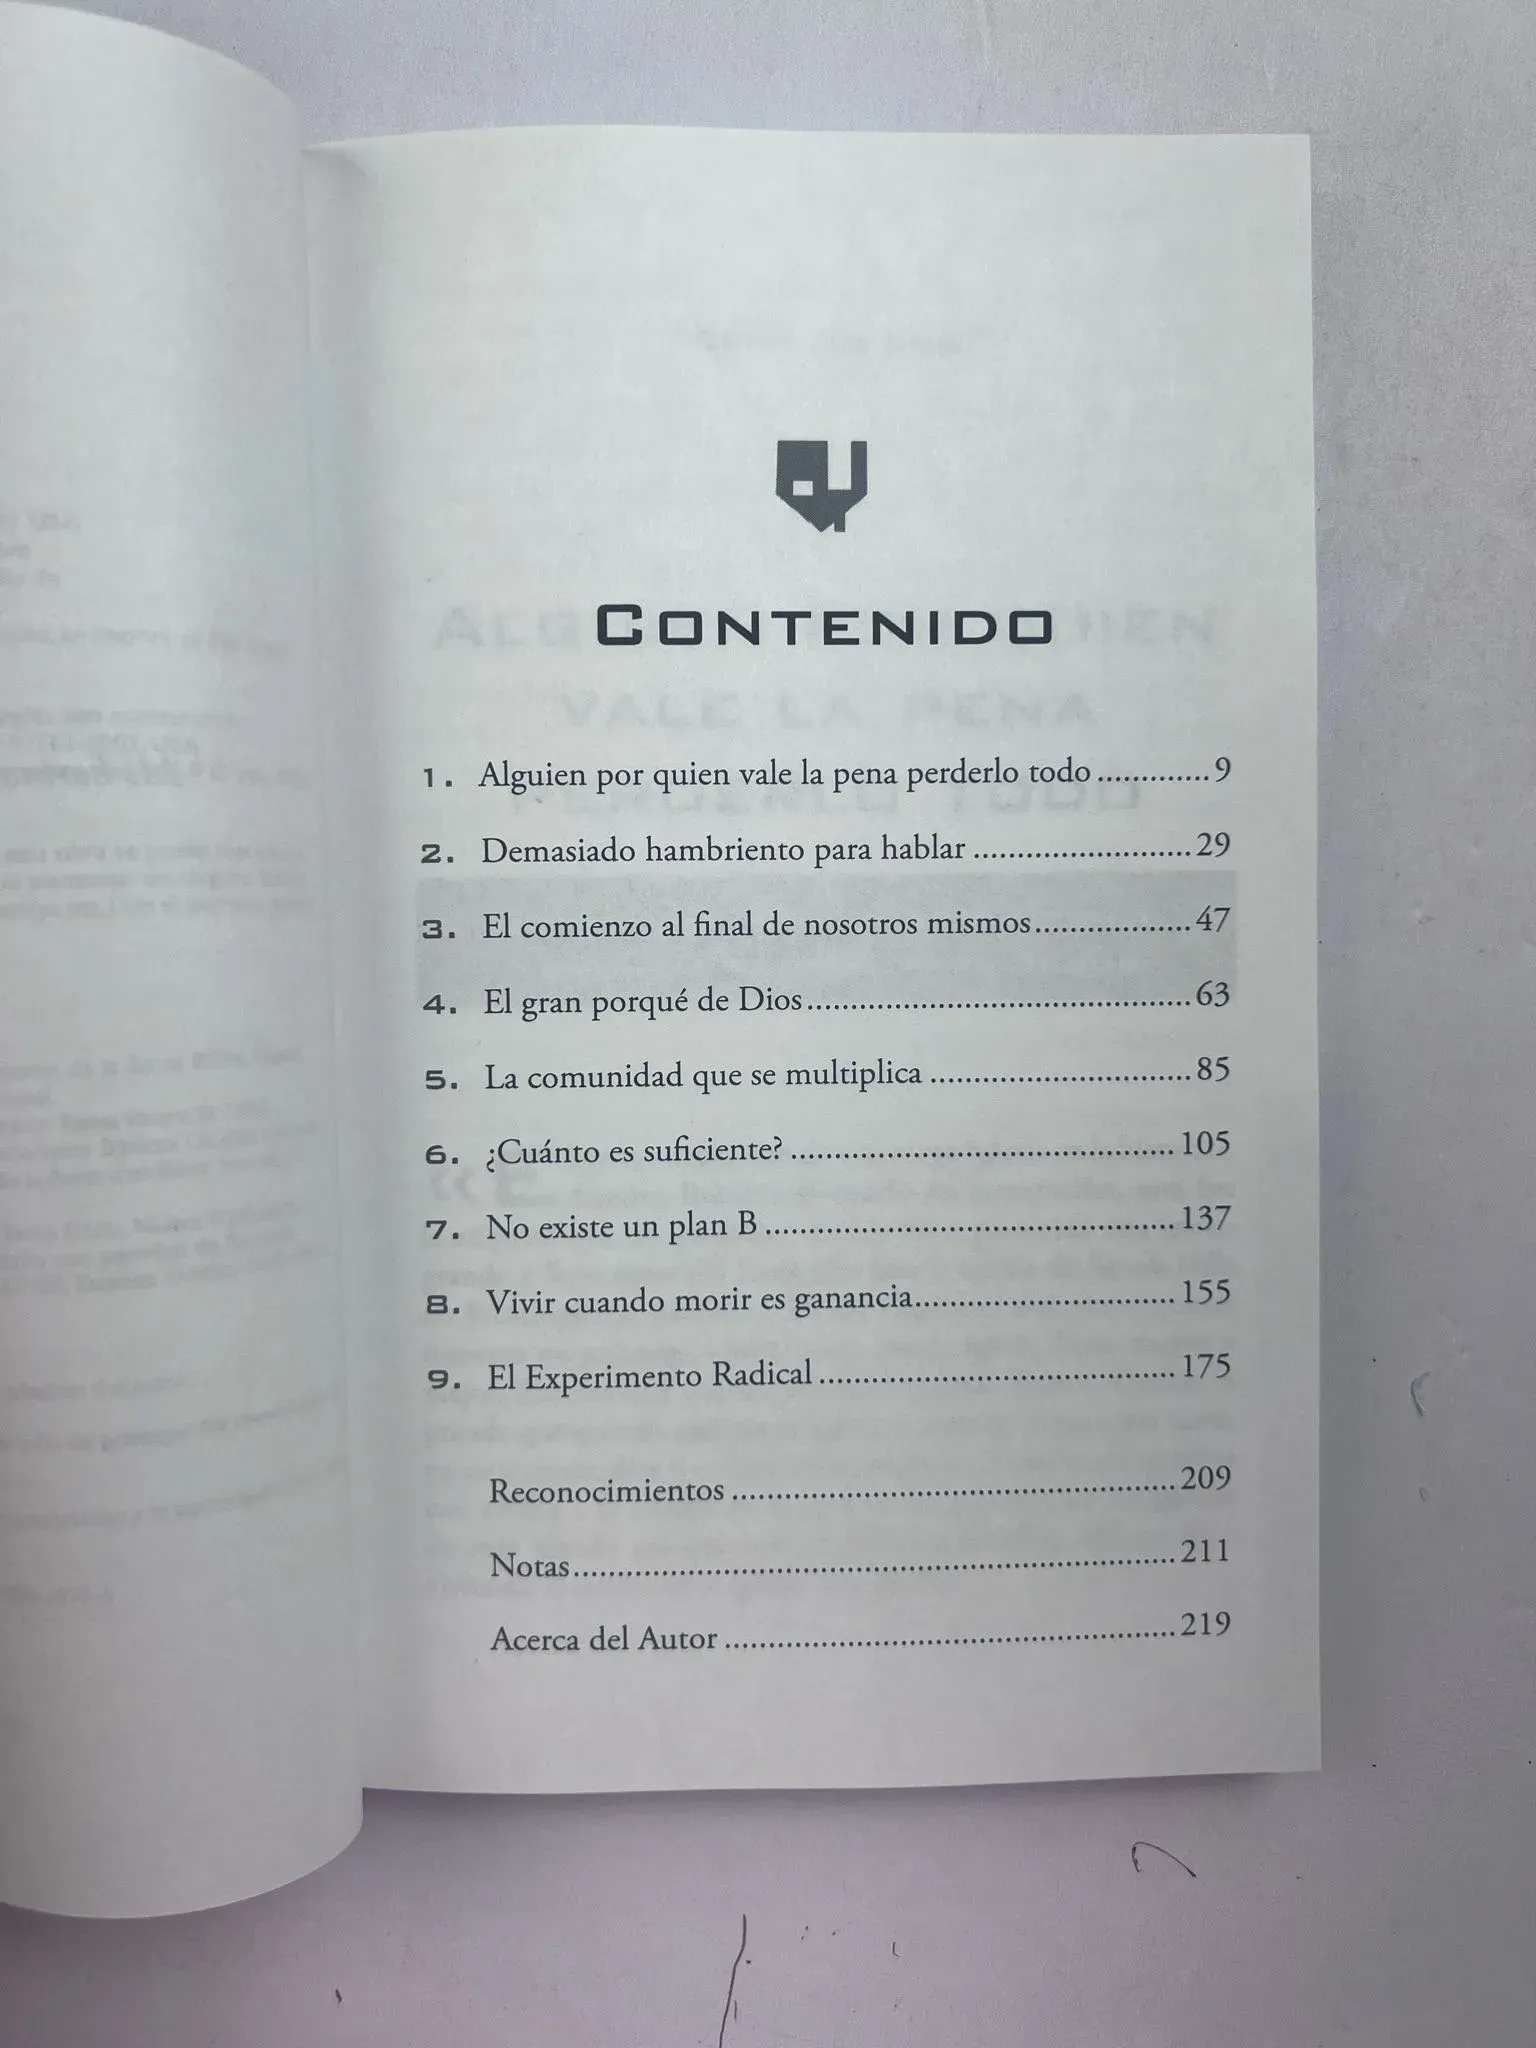 CONTENIDO
1. Alguien por quien vale la pena perderlo todo.............9
2. Demasiado hambriento para hablar.........................29
3. El comienzo al final de nosotros mismos..................47
4. El gran porqué de Dios............................................63
5. La comunidad que se multiplica..............................85
6. ¿Cuánto es suficiente?............................................105
7. No existe un plan B...............................................137
8. Vivir cuando morir es ganancia..............................155
9. El Experimento Radical.........................................175
Reconocimientos...................................................209
Notas.....................................................................211
Acerca del Autor....................................................219